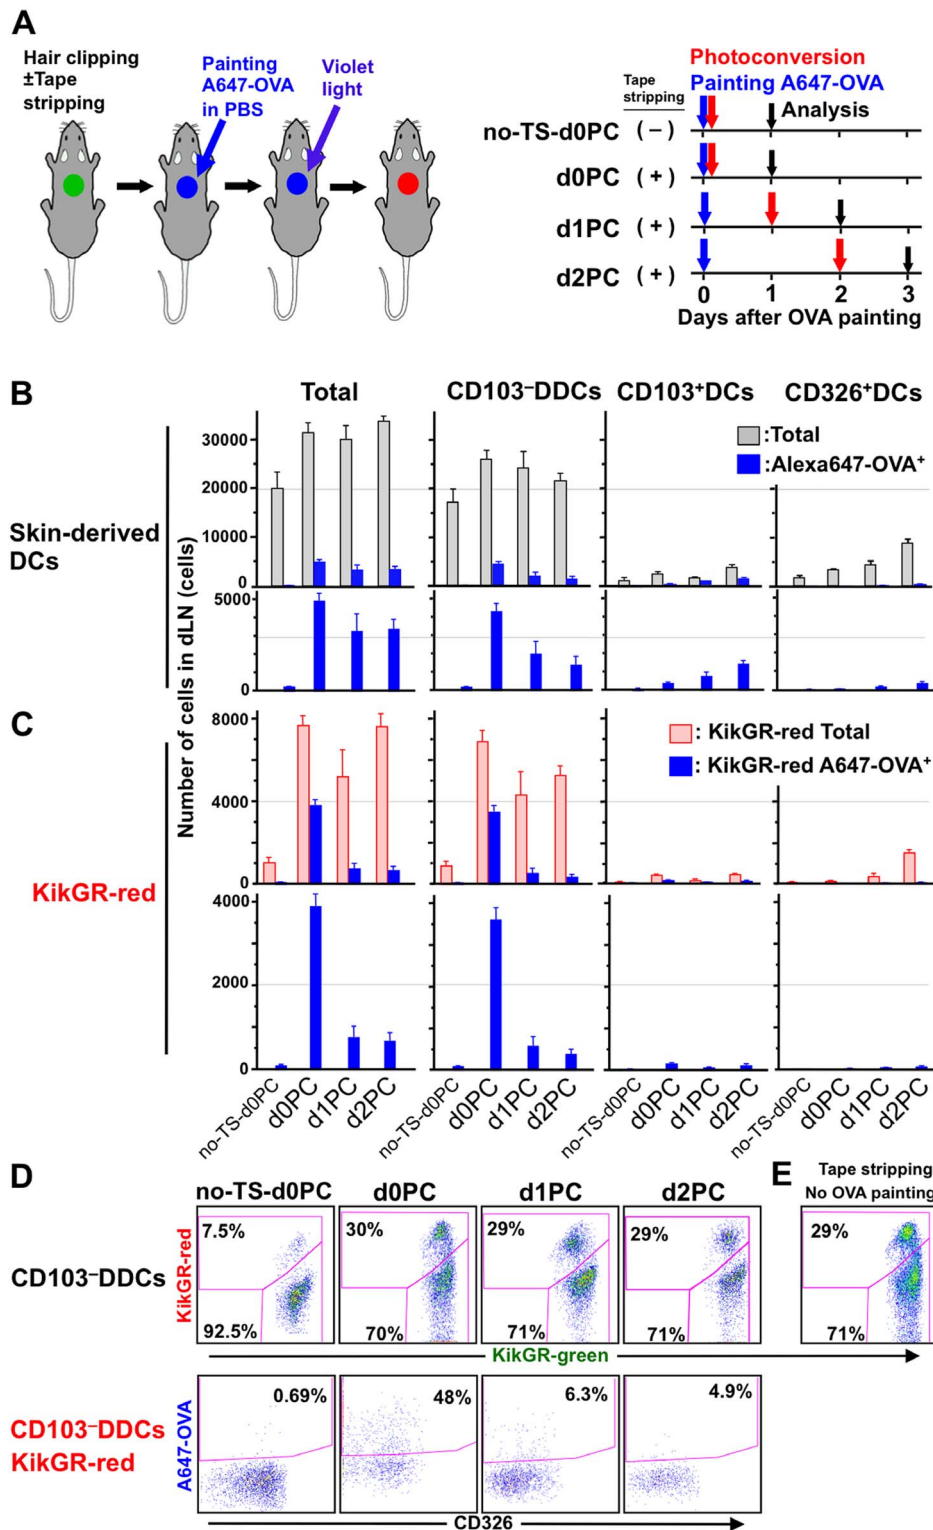 A
Hair clipping
±Tape
stripping
Painting
A647-OVA
in PBS
Violet
light
Photoconversion
Painting A647-OVA
Tape
stripping
Analysis
no-TS-d0PC (−)
d0PC (+)
d1PC (+)
d2PC (+)
0 1 2 3
Days after OVA painting
B
Total
CD103–DDCs
CD103+DCs
CD326+DCs
:Total
:Alexa647-OVA+
Skin-derived
DCs
30000
20000
10000
0
5000
0
Number of cells in dLN (cells)
C
: KikGR-red Total
: KikGR-red A647-OVA+
KikGR-red
8000
4000
0
4000
2000
0
no-TS-d0PC
d0PC
d1PC
d2PC
no-TS-d0PC
d0PC
d1PC
d2PC
no-TS-d0PC
d0PC
d1PC
d2PC
no-TS-d0PC
d0PC
d1PC
d2PC
D
no-TS-d0PC
d0PC
d1PC
d2PC
E
Tape stripping
No OVA painting
CD103–DDCs
KikGR-red
7.5%
92.5%
30%
70%
29%
71%
29%
71%
29%
71%
KikGR-green
CD103–DDCs
KikGR-red
A647-OVA
0.69%
48%
6.3%
4.9%
CD326